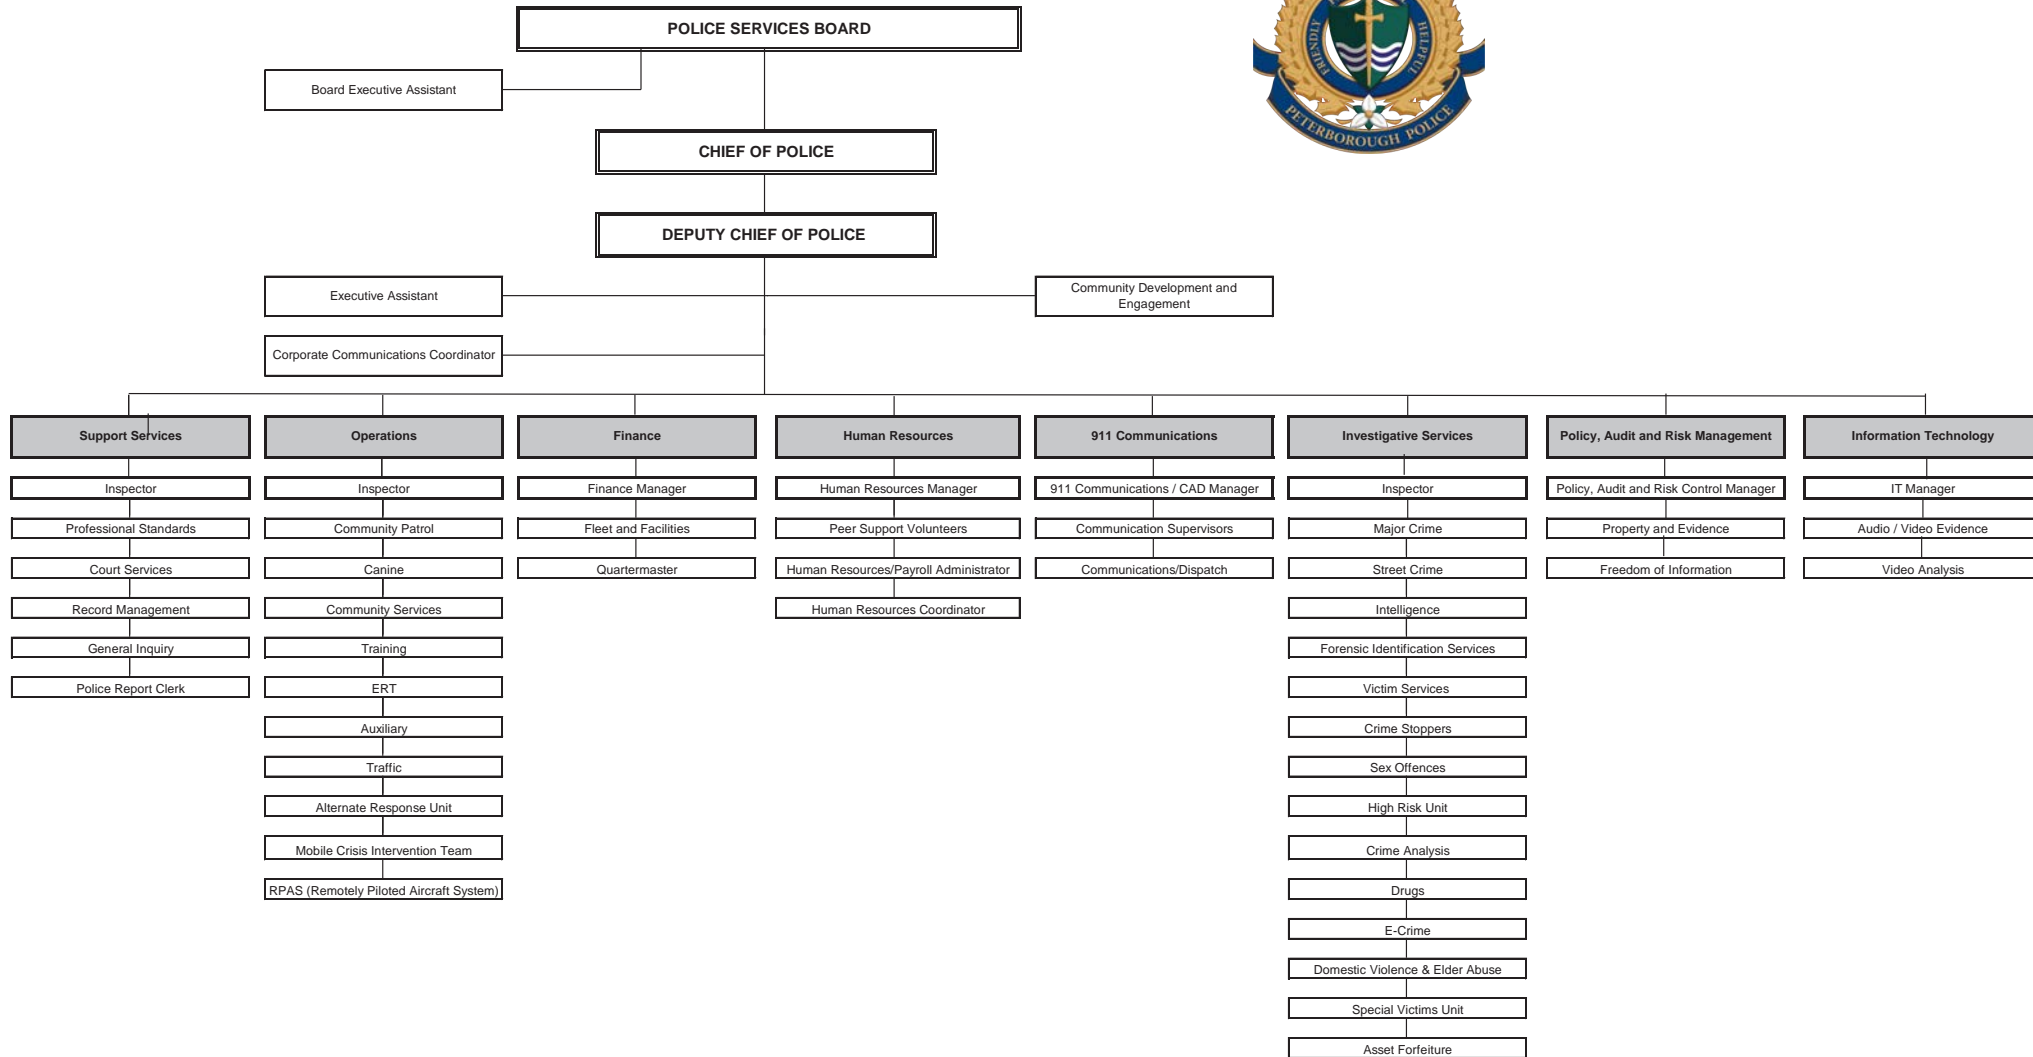 POLICE SERVICES BOARD
FRIENDLY
HELPFUL
PETERBOROUGH POLICE
Board Executive Assistant
CHIEF OF POLICE
DEPUTY CHIEF OF POLICE
Executive Assistant
Community Development and
Engagement
Corporate Communications Coordinator
Support Services
Inspector
Professional Standards
Court Services
Record Management
General Inquiry
Police Report Clerk
Operations
Inspector
Community Patrol
Canine
Community Services
Training
ERT
Auxiliary
Traffic
Alternate Response Unit
Mobile Crisis Intervention Team
RPAS (Remotely Piloted Aircraft System)
Finance
Finance Manager
Fleet and Facilities
Quartermaster
Human Resources
Human Resources Manager
Peer Support Volunteers
Human Resources/Payroll Administrator
Human Resources Coordinator
911 Communications
911 Communications / CAD Manager
Communication Supervisors
Communications/Dispatch
Investigative Services
Inspector
Major Crime
Street Crime
Intelligence
Forensic Identification Services
Victim Services
Crime Stoppers
Sex Offences
High Risk Unit
Crime Analysis
Drugs
E-Crime
Domestic Violence & Elder Abuse
Special Victims Unit
Asset Forfeiture
Policy, Audit and Risk Management
Policy, Audit and Risk Control Manager
Property and Evidence
Freedom of Information
Information Technology
IT Manager
Audio / Video Evidence
Video Analysis